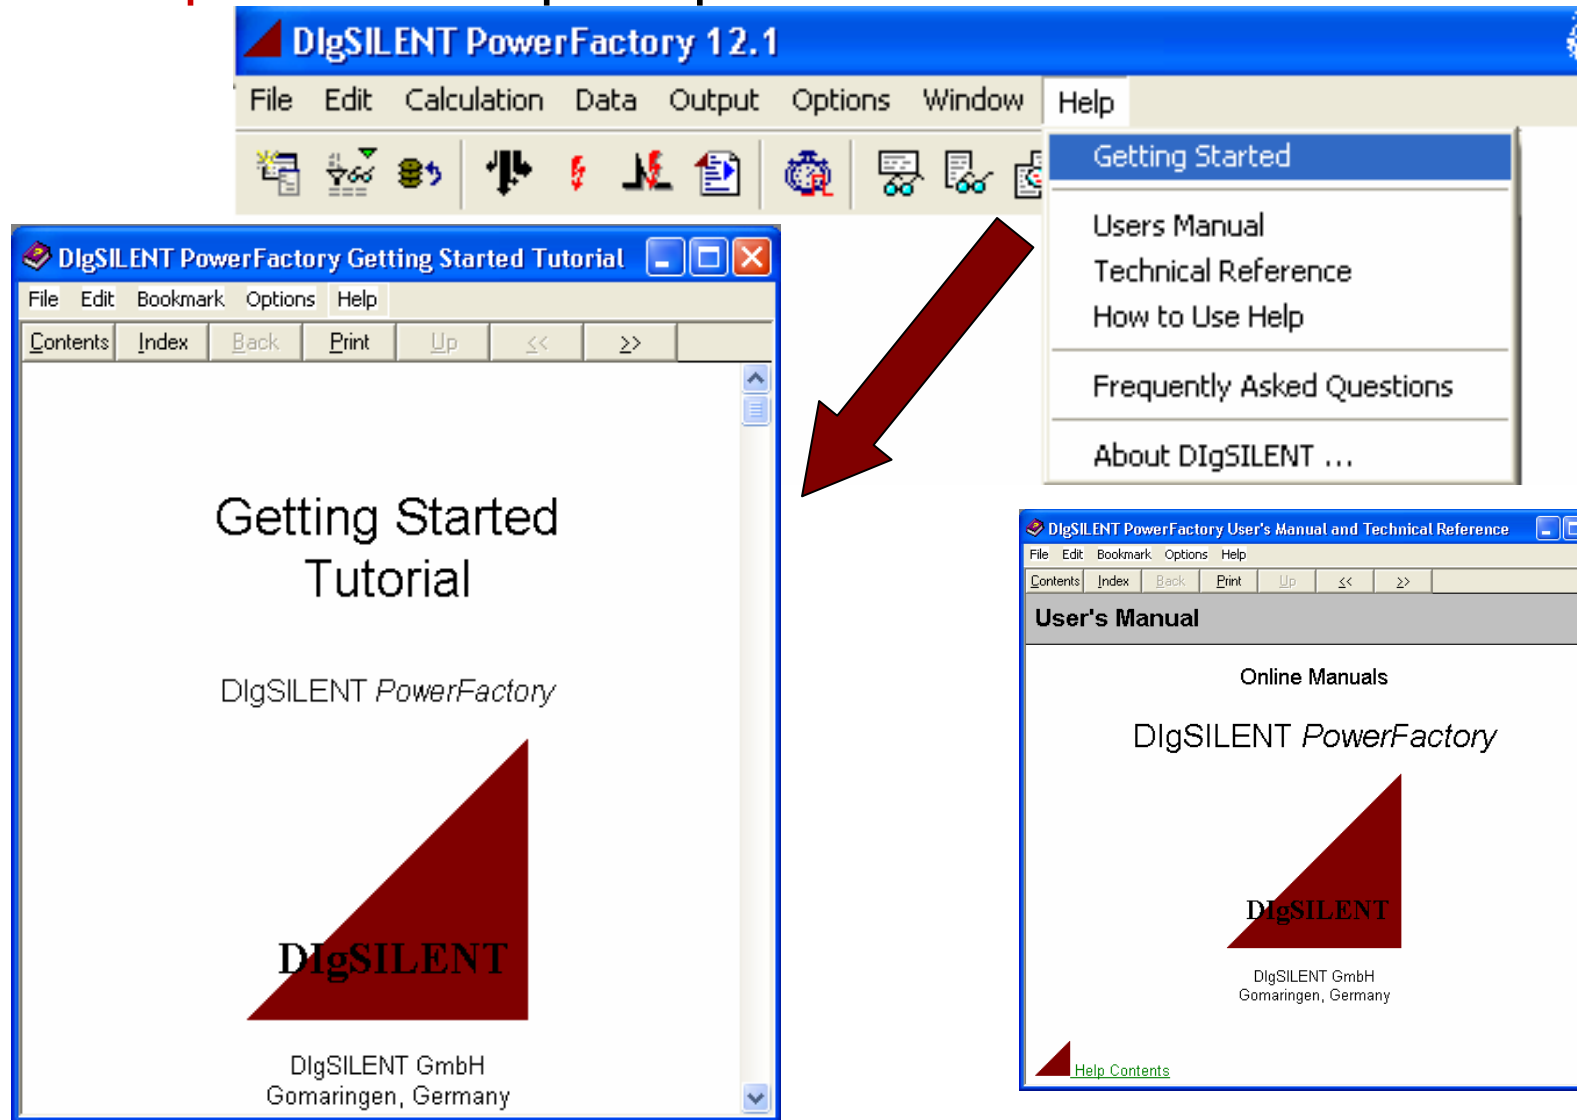 DIgSILENT PowerFactory 12.1
File Edit Calculation Data Output Options Window Help
Getting Started
Users Manual
Technical Reference
How to Use Help
Frequently Asked Questions
About DIgSILENT ...
DIgSILENT PowerFactory Getting Started Tutorial
File Edit Bookmark Options Help
Contents Index Back Print Up << >>
Getting Started
Tutorial
DIgSILENT PowerFactory
DIgSILENT
DIgSILENT GmbH
Gomaringen, Germany
DIgSILENT PowerFactory User's Manual and Technical Reference
File Edit Bookmark Options Help
Contents Index Back Print Up << >>
User's Manual
Online Manuals
DIgSILENT PowerFactory
DIgSILENT
DIgSILENT GmbH
Gomaringen, Germany
Help Contents